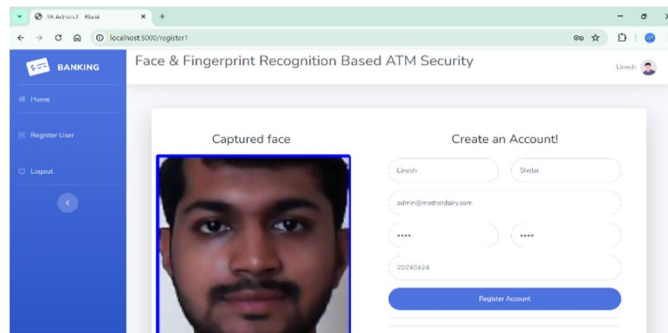 SB Admin 2 - Blank
localhost:5000/register1
BANKING
Face & Fingerprint Recognition Based ATM Security
Linesh
Home
Register User
Logout
Captured face
Create an Account!
Linesh
Shelar
admin@motherdairy.com
20240424
Register Account